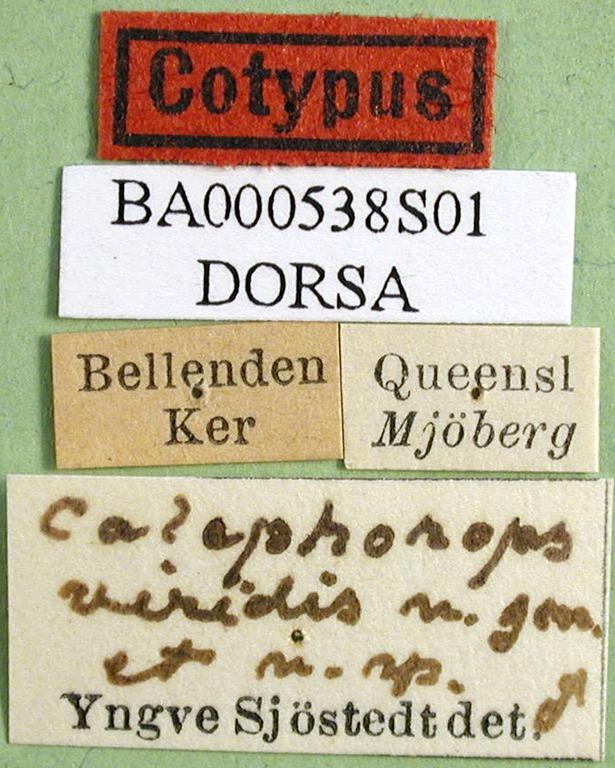 Cotypus
BA000538S01
DORSA
Bellenden
Ker
Queensl
Mjöberg
Calephorops
viridis n. gen.
et n. sp.
Yngve Sjöstedt det. ♂